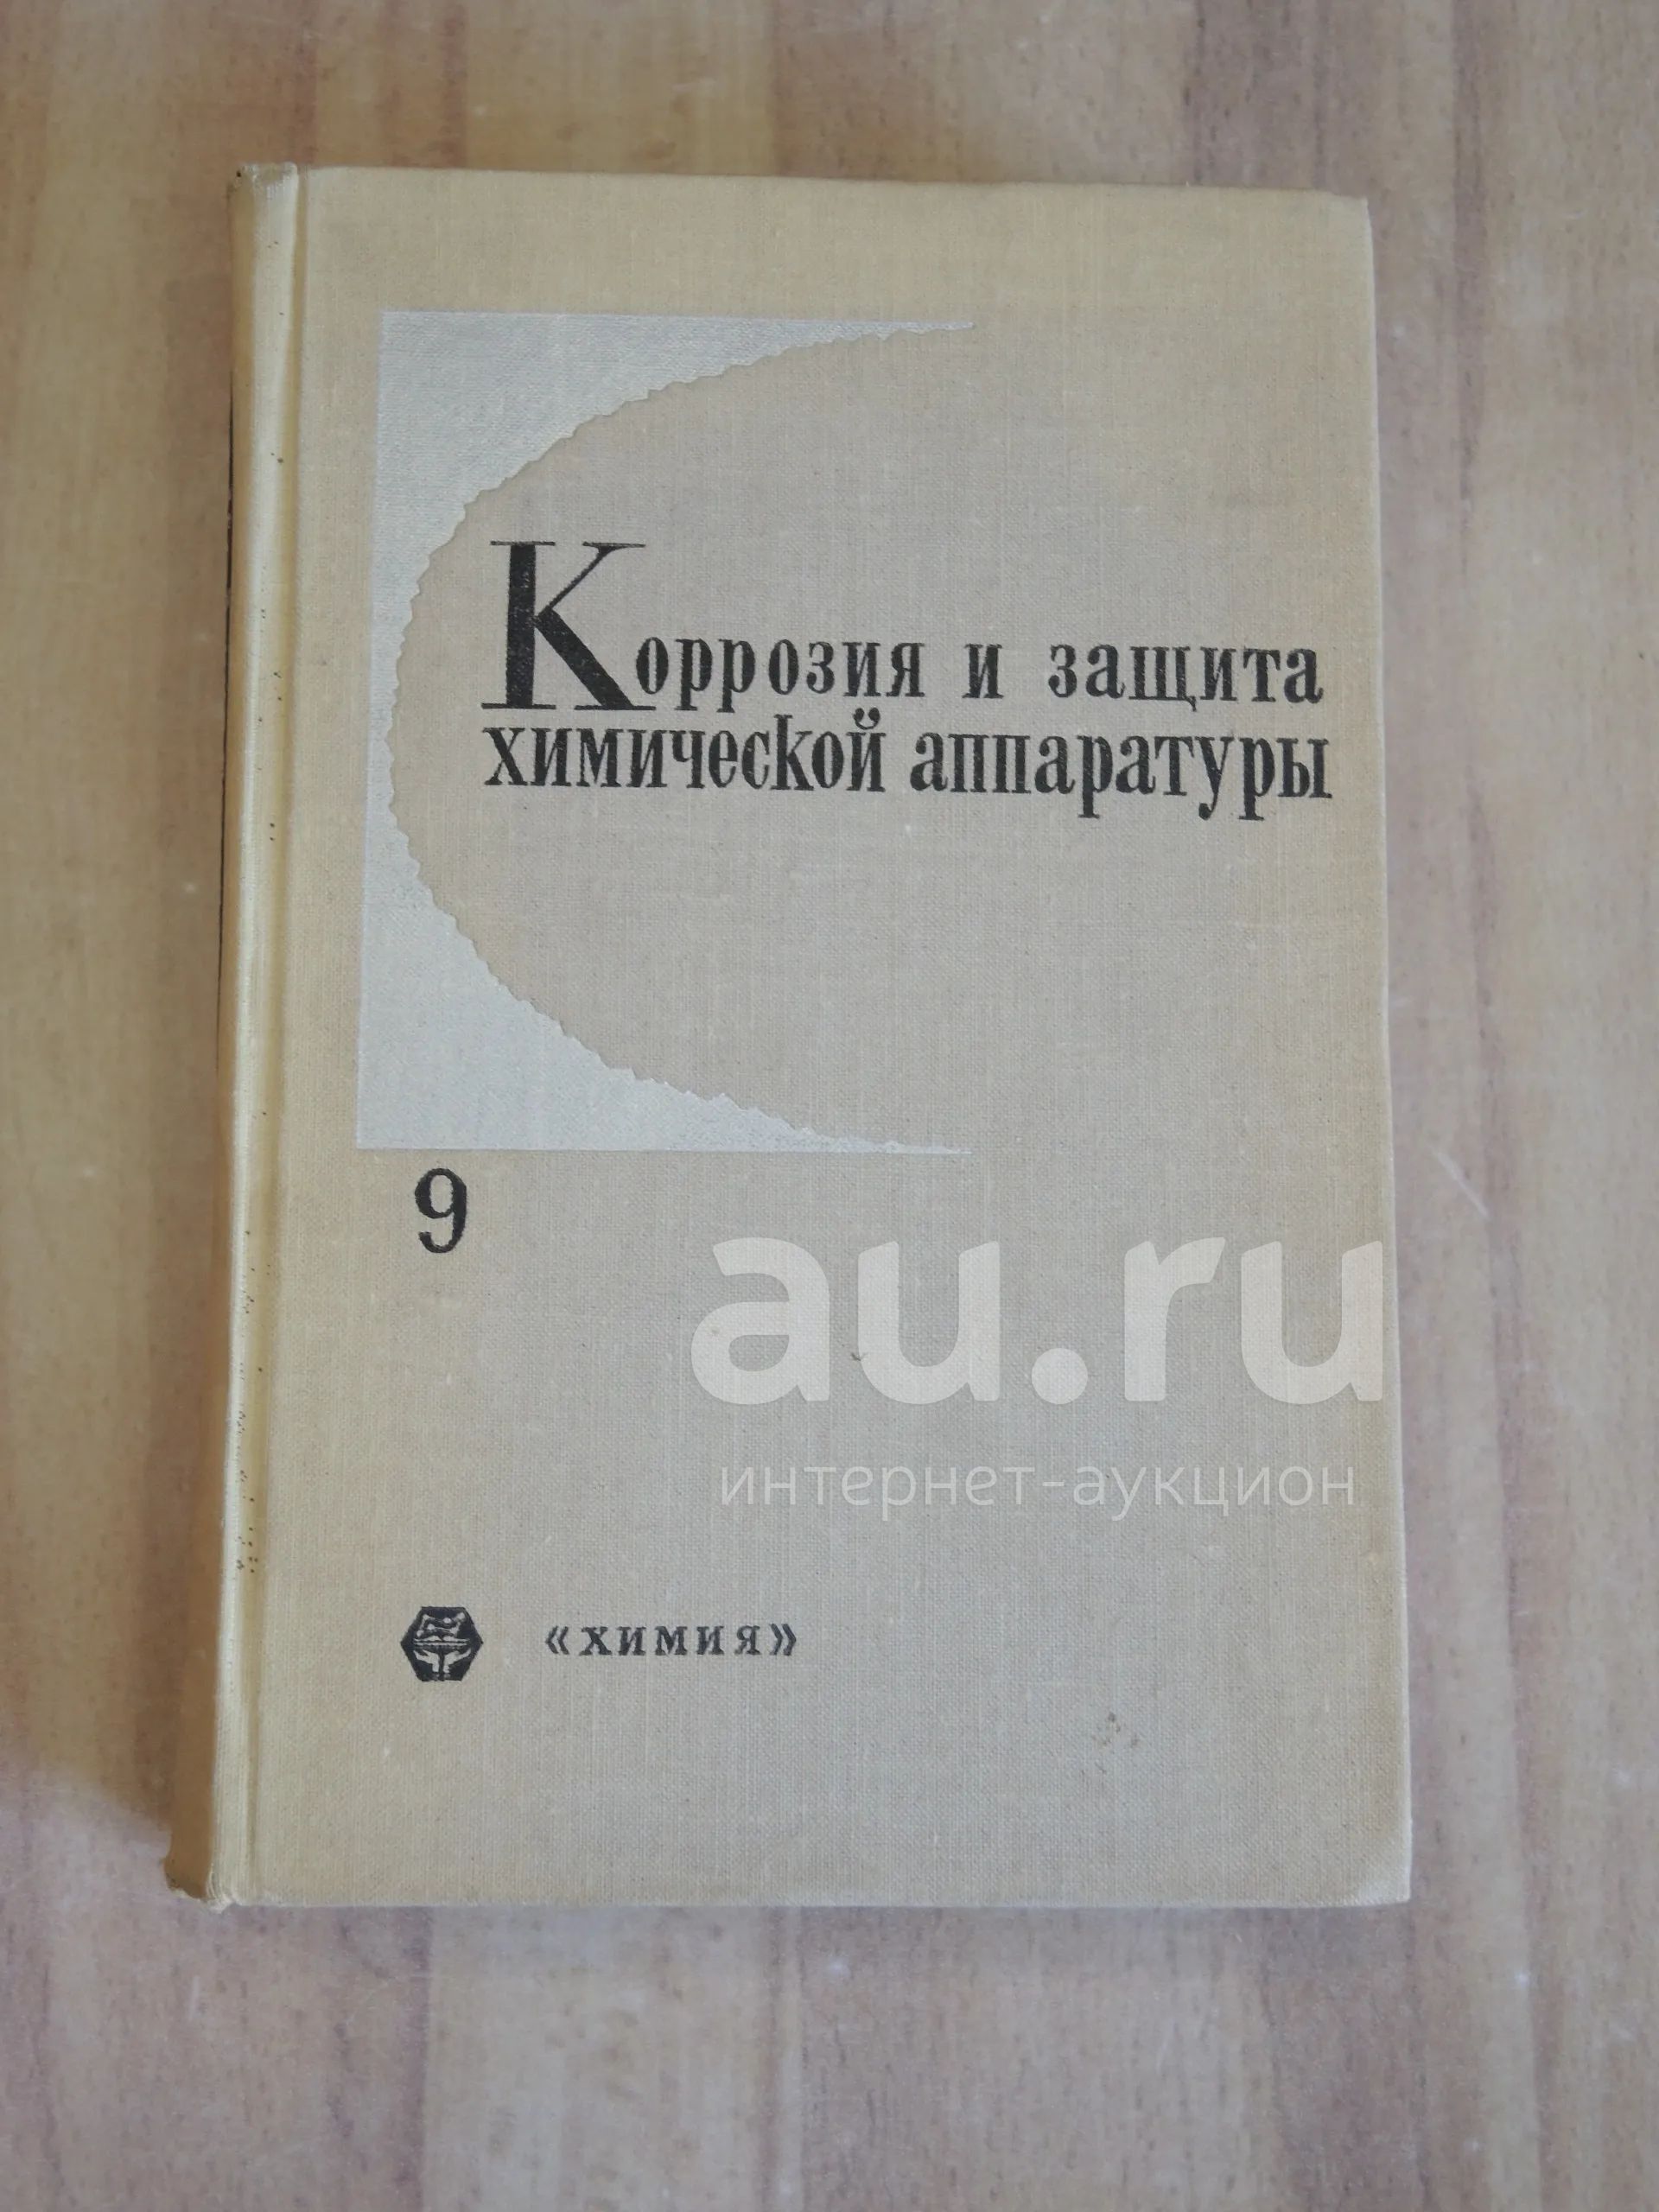 Коррозия и защита
химической аппаратуры
9
au.ru
интернет-аукцион
«ХИМИЯ»